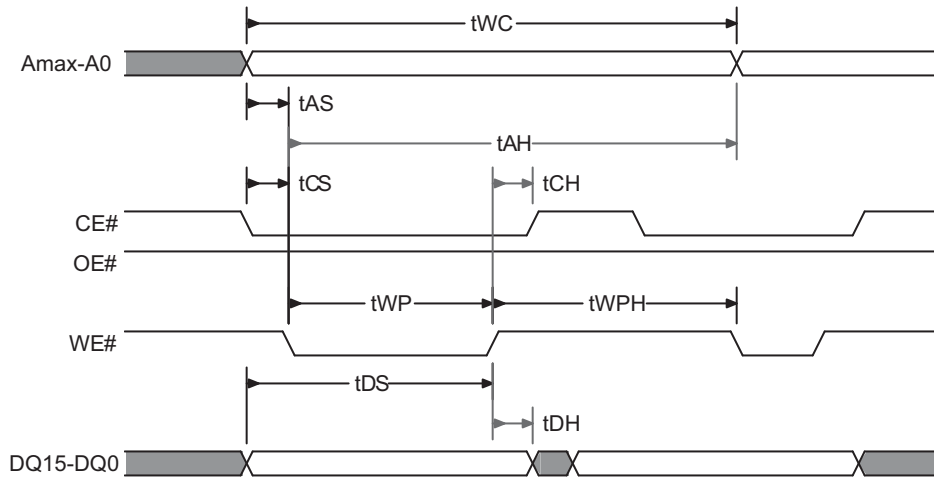 tWC
Amax-A0
tAS
tAH
tCS
tCH
CE#
OE#
tWP
tWPH
WE#
tDS
tDH
DQ15-DQ0